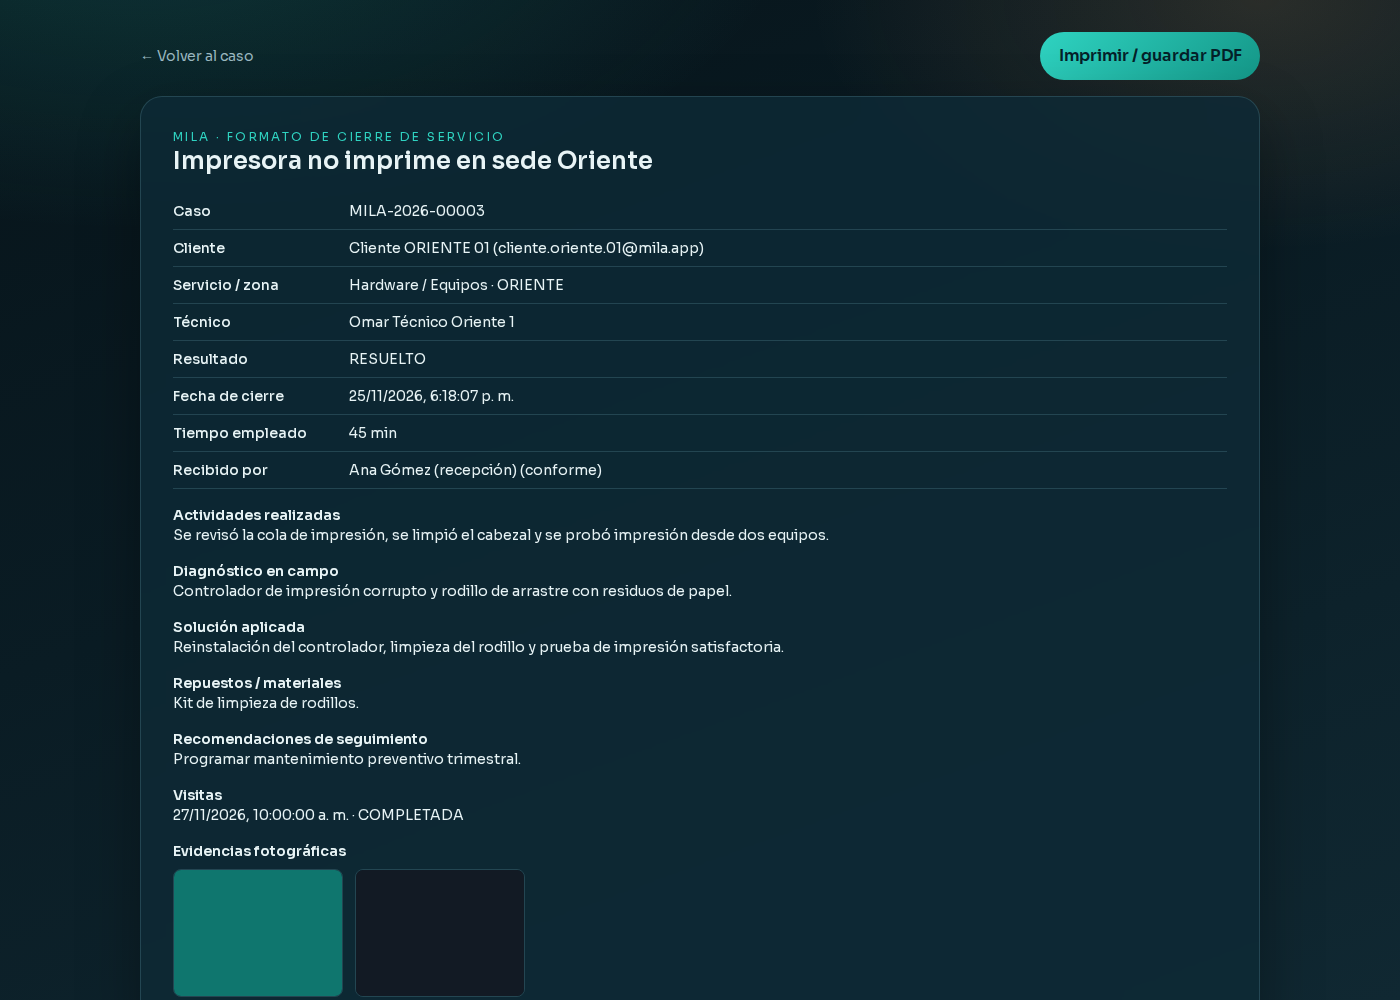 ← Volver al caso
Imprimir / guardar PDF
MILA · FORMATO DE CIERRE DE SERVICIO
Impresora no imprime en sede Oriente
Caso MILA-2026-00003
Cliente Cliente ORIENTE 01 (cliente.oriente.01@mila.app)
Servicio / zona Hardware / Equipos · ORIENTE
Técnico Omar Técnico Oriente 1
Resultado RESUELTO
Fecha de cierre 25/11/2026, 6:18:07 p. m.
Tiempo empleado 45 min
Recibido por Ana Gómez (recepción) (conforme)
Actividades realizadas
Se revisó la cola de impresión, se limpió el cabezal y se probó impresión desde dos equipos.
Diagnóstico en campo
Controlador de impresión corrupto y rodillo de arrastre con residuos de papel.
Solución aplicada
Reinstalación del controlador, limpieza del rodillo y prueba de impresión satisfactoria.
Repuestos / materiales
Kit de limpieza de rodillos.
Recomendaciones de seguimiento
Programar mantenimiento preventivo trimestral.
Visitas
27/11/2026, 10:00:00 a. m. · COMPLETADA
Evidencias fotográficas